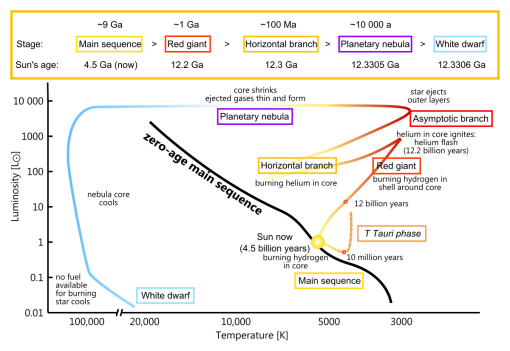 ~9 Ga ~1 Ga ~100 Ma ~10 000 a
Stage: Main sequence > Red giant > Horizontal branch > Planetary nebula > White dwarf
Sun's age: 4.5 Ga (now) 12.2 Ga 12.3 Ga 12.3305 Ga 12.3306 Ga
core shrinks
ejected gases thin and form
Planetary nebula
star ejects
outer layers
Asymptotic branch
helium in core ignites:
helium flash
(12.2 billion years)
Horizontal branch
burning helium in core
Red giant
burning hydrogen in
shell around core
zero-age main sequence
nebula core
cools
12 billion years
T Tauri phase
Sun now
(4.5 billion years)
burning hydrogen
in core
10 million years
Main sequence
no fuel
available for burning
star cools
White dwarf
Luminosity [L☉]
10 000
1000
100
10
1
0.1
0.01
100,000 20,000 10,000 5000 3000
Temperature [K]